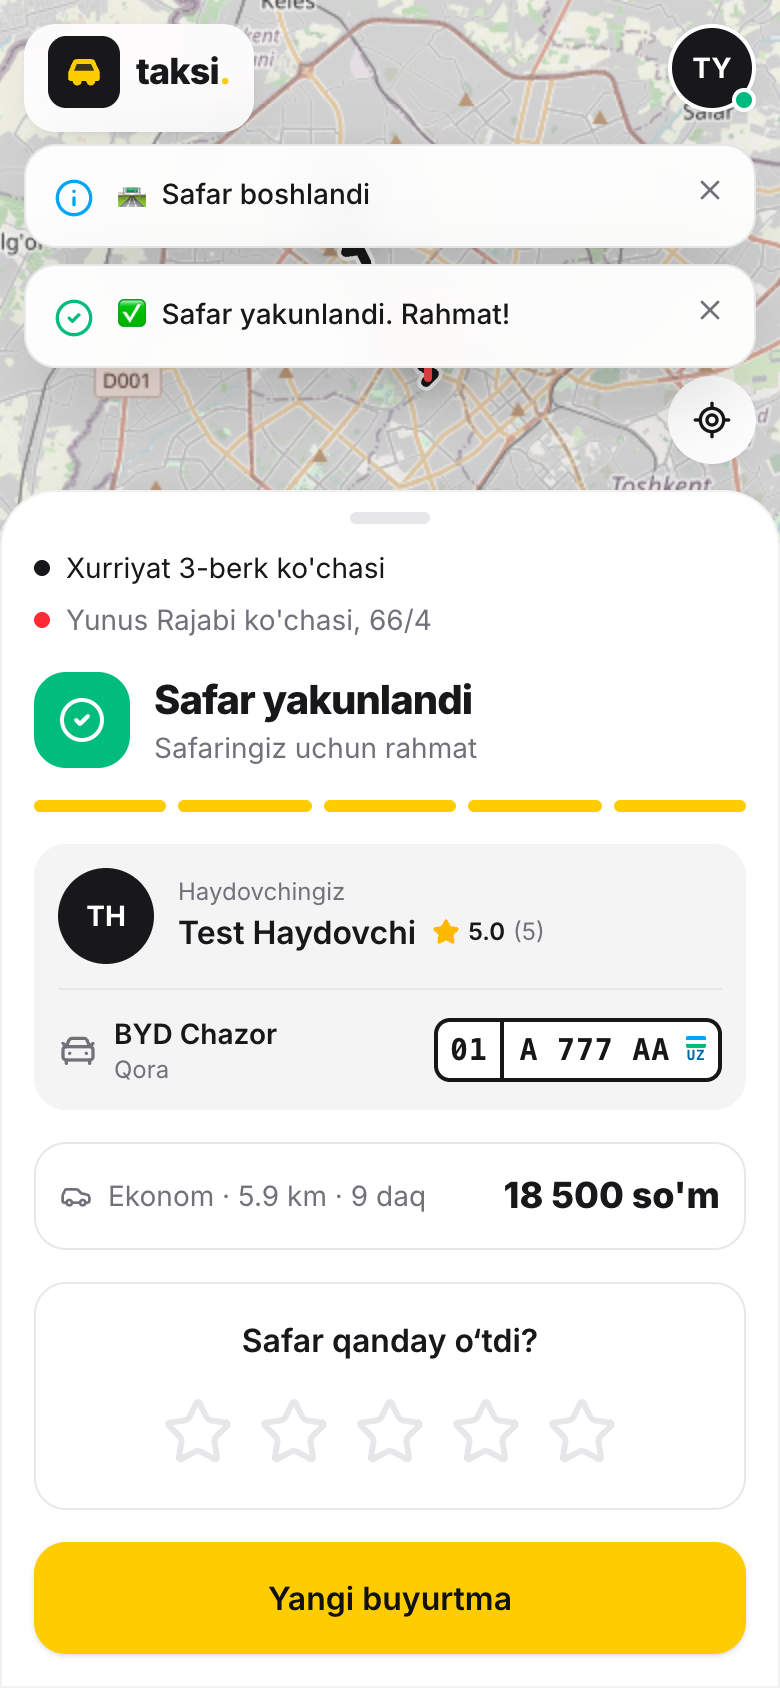 Keles
taksi.
TY
Salar
Safar boshlandi
Safar yakunlandi. Rahmat!
D001
Toshkent
Xurriyat 3-berk ko'chasi
Yunus Rajabi ko'chasi, 66/4
Safar yakunlandi
Safaringiz uchun rahmat
TH
Haydovchingiz
Test Haydovchi 5.0 (5)
BYD Chazor
Qora
01 A 777 AA UZ
Ekonom · 5.9 km · 9 daq 18 500 so'm
Safar qanday o‘tdi?
Yangi buyurtma